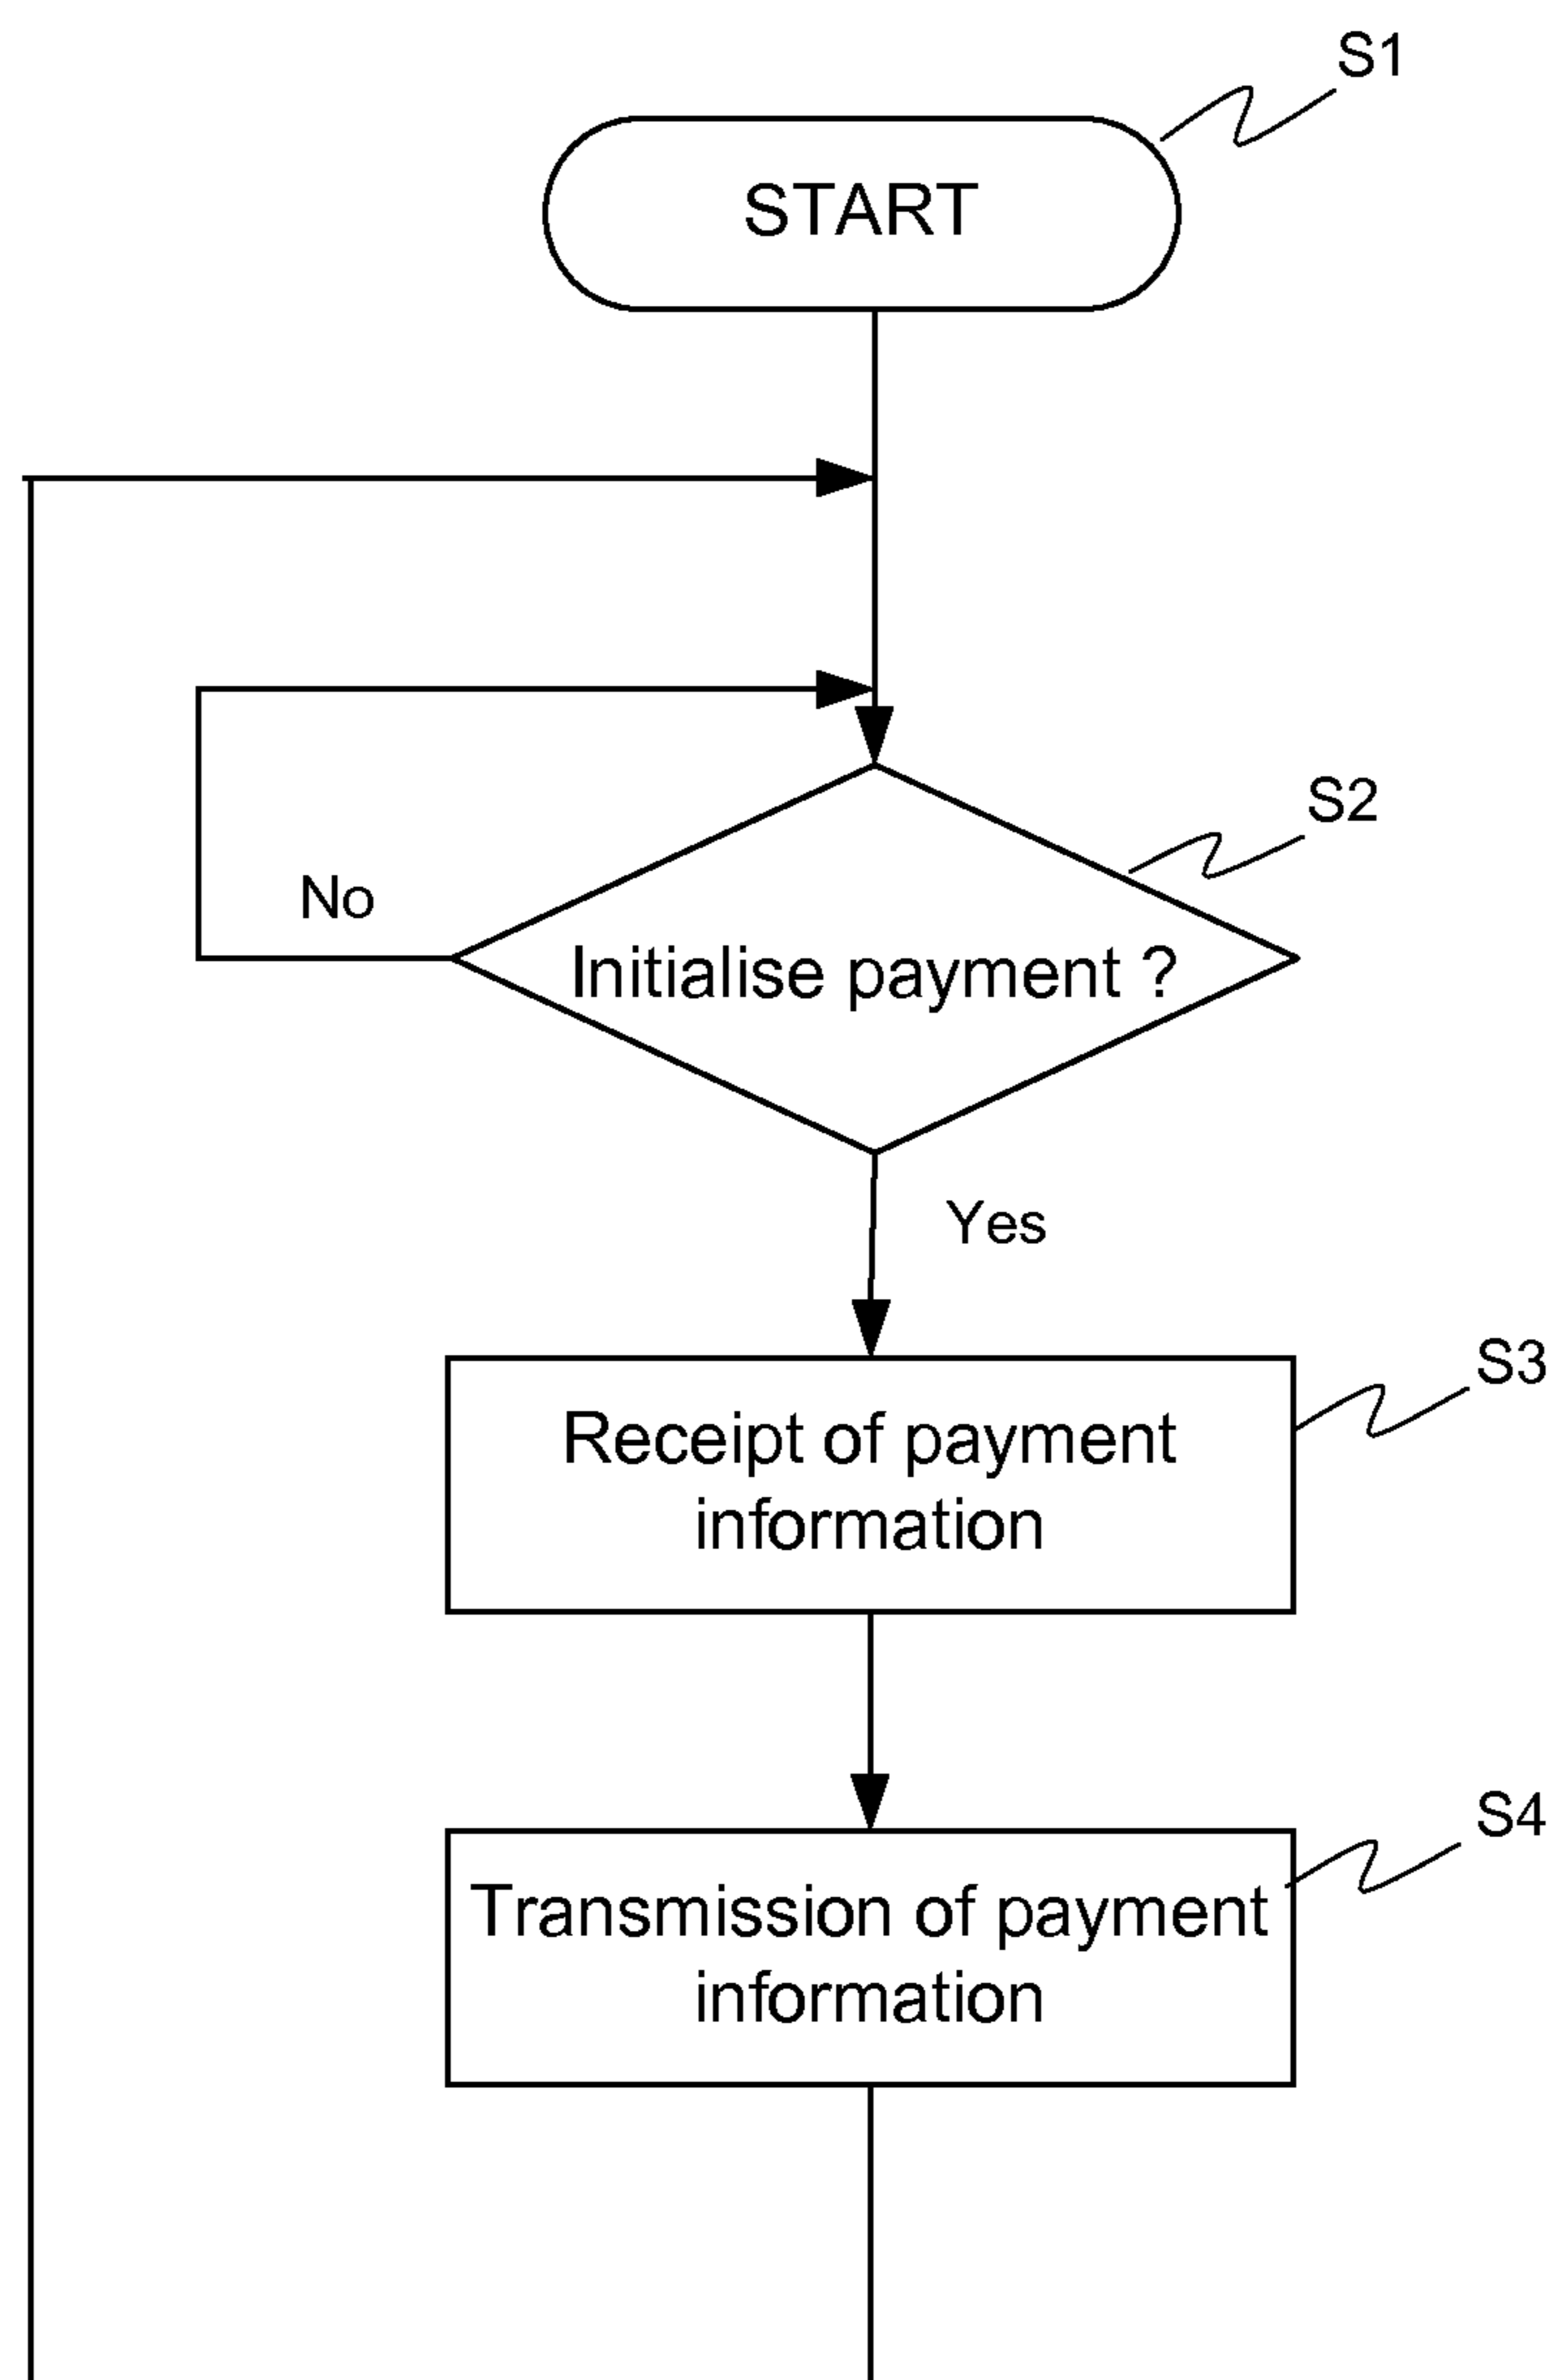 S1
START
S2
No
Initialise payment ?
Yes
S3
Receipt of payment
information
S4
Transmission of payment
information